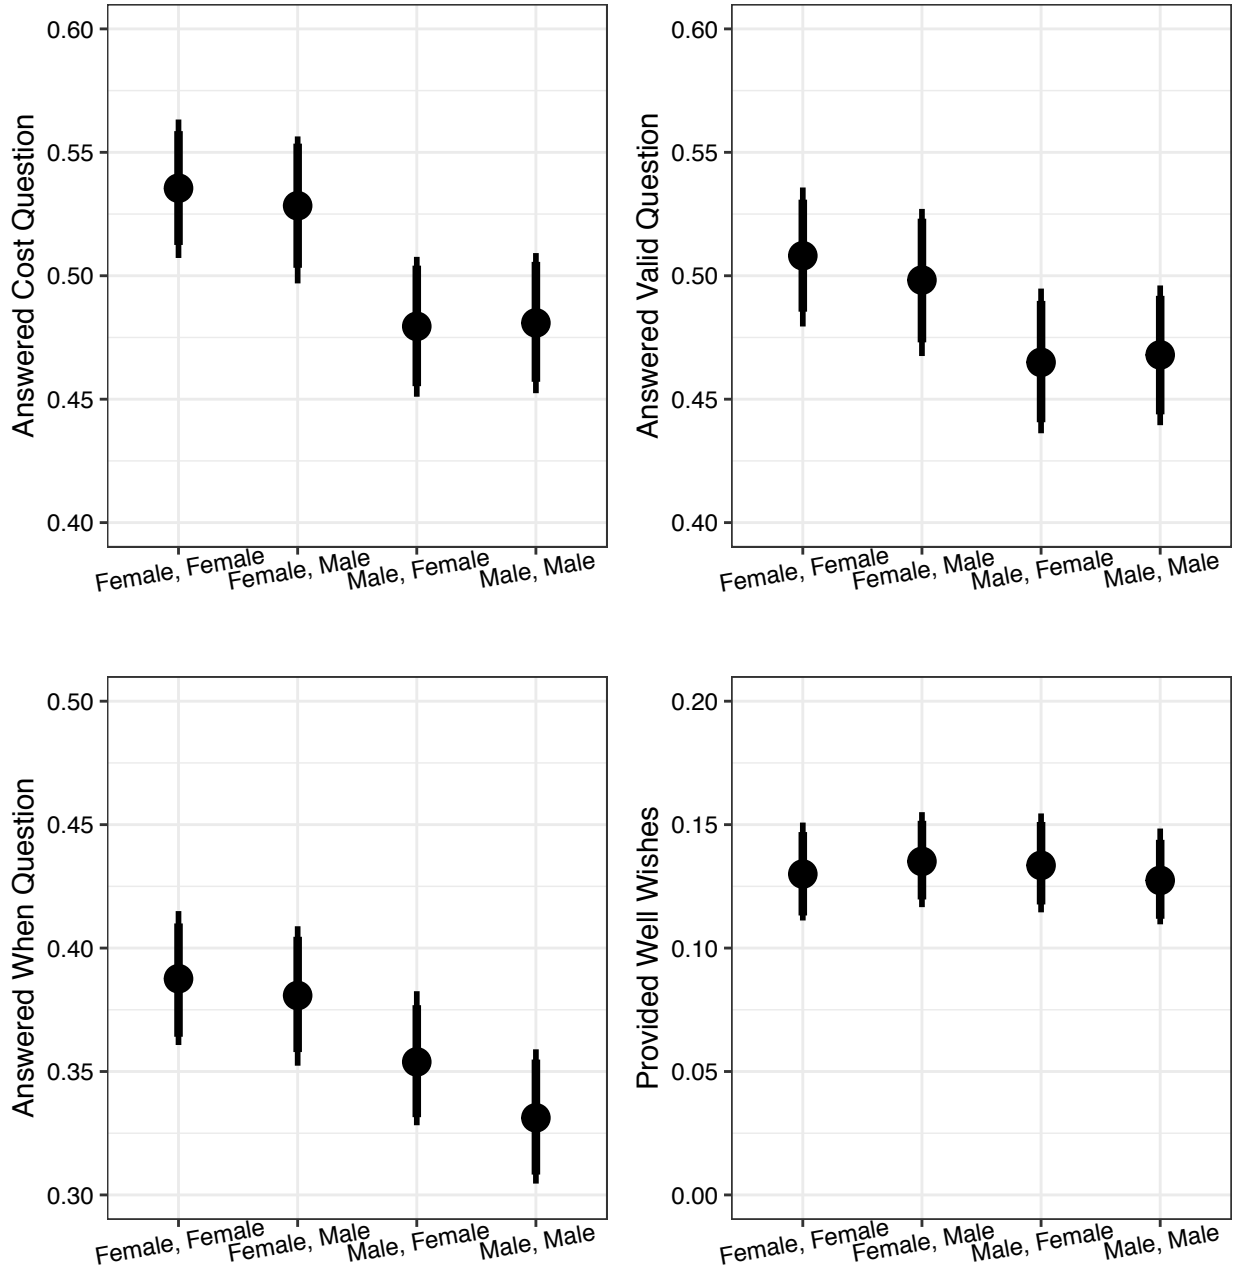 Answered Cost Question
0.60
0.55
0.50
0.45
0.40
Female, Female
Female, Male
Male, Female
Male, Male
Answered Valid Question
0.60
0.55
0.50
0.45
0.40
Female, Female
Female, Male
Male, Female
Male, Male
Answered When Question
0.50
0.45
0.40
0.35
0.30
Female, Female
Female, Male
Male, Female
Male, Male
Provided Well Wishes
0.20
0.15
0.10
0.05
0.00
Female, Female
Female, Male
Male, Female
Male, Male